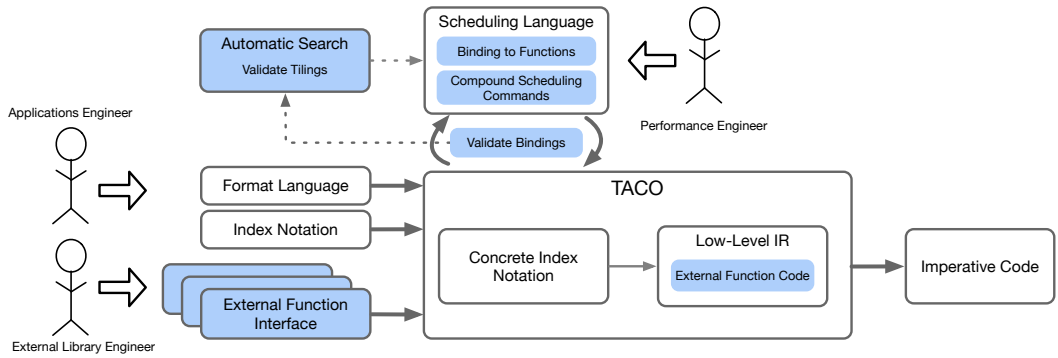 Automatic Search
Validate Tilings
Scheduling Language
Binding to Functions
Compound Scheduling
Commands
Performance Engineer
Applications Engineer
Validate Bindings
Format Language
Index Notation
TACO
Concrete Index
Notation
Low-Level IR
External Function Code
Imperative Code
External Function
Interface
External Library Engineer